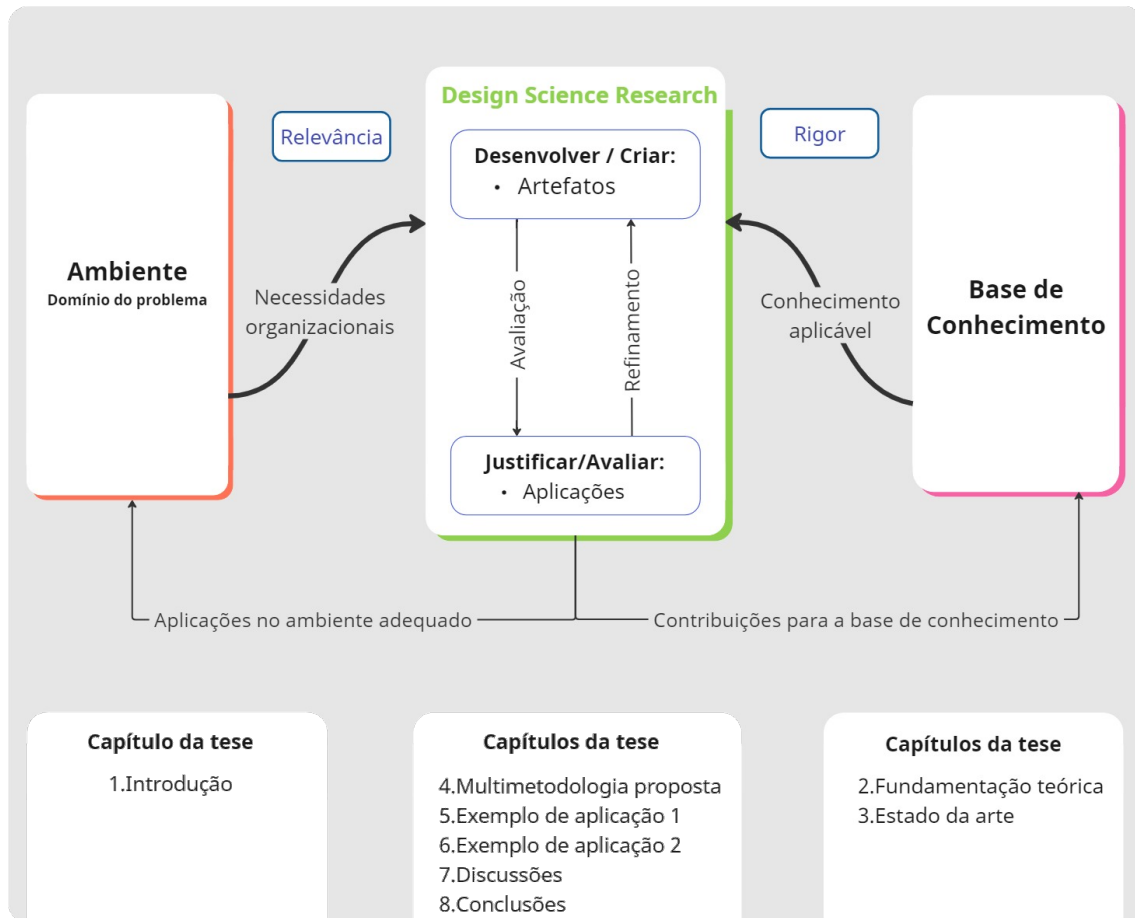 Design Science Research
Relevância
Rigor
Desenvolver / Criar:
• Artefatos
Ambiente
Domínio do problema
Necessidades
organizacionais
Avaliação
Refinamento
Conhecimento
aplicável
Base de
Conhecimento
Justificar/Avaliar:
• Aplicações
Aplicações no ambiente adequado
Contribuições para a base de conhecimento
Capítulo da tese
1.Introdução
Capítulos da tese
4.Multimetodologia proposta
5.Exemplo de aplicação 1
6.Exemplo de aplicação 2
7.Discussões
8.Conclusões
Capítulos da tese
2.Fundamentação teórica
3.Estado da arte